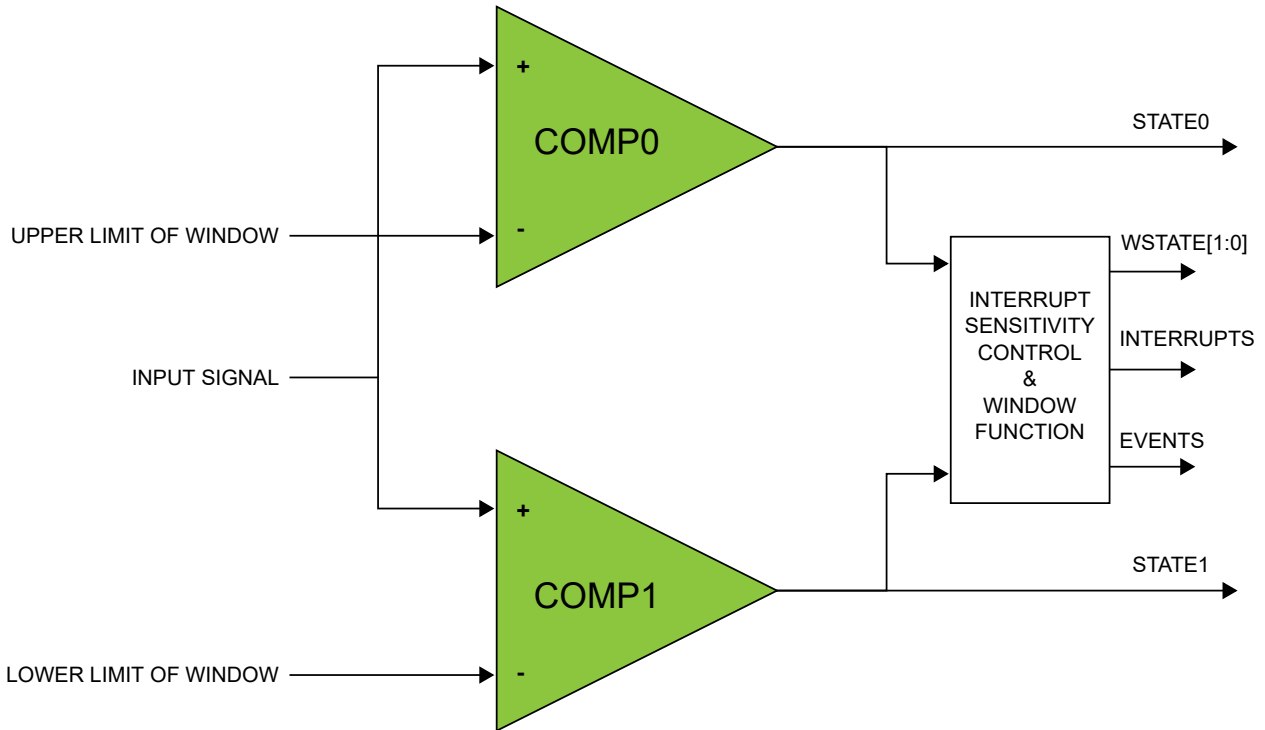 +
COMP0
-
STATE0
UPPER LIMIT OF WINDOW
WSTATE[1:0]
INTERRUPT
SENSITIVITY
CONTROL
&
WINDOW
FUNCTION
INTERRUPTS
INPUT SIGNAL
EVENTS
+
COMP1
-
STATE1
LOWER LIMIT OF WINDOW